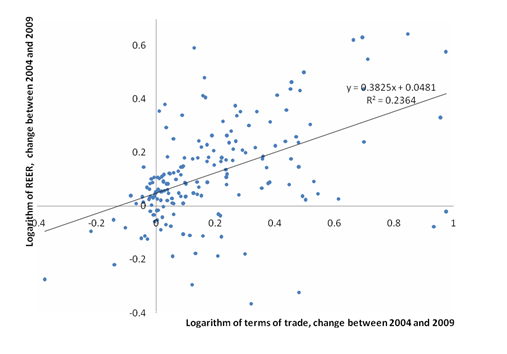 Logarithm of REER, change between 2004 and 2009
0.6
0.4
0.2
0
-0.2
-0.4
y = 0.3825x + 0.0481
R² = 0.2364
-0.4 -0.2 0 0.2 0.4 0.6 0.8 1
Logarithm of terms of trade, change between 2004 and 2009